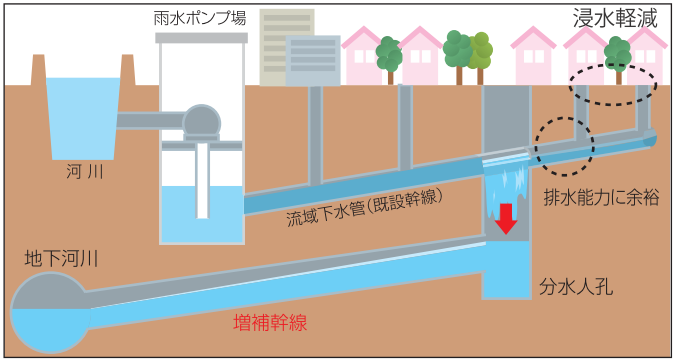 雨水ポンプ場
浸水軽減
河川
流域下水管(既設幹線)
排水能力に余裕
地下河川
分水人孔
増補幹線